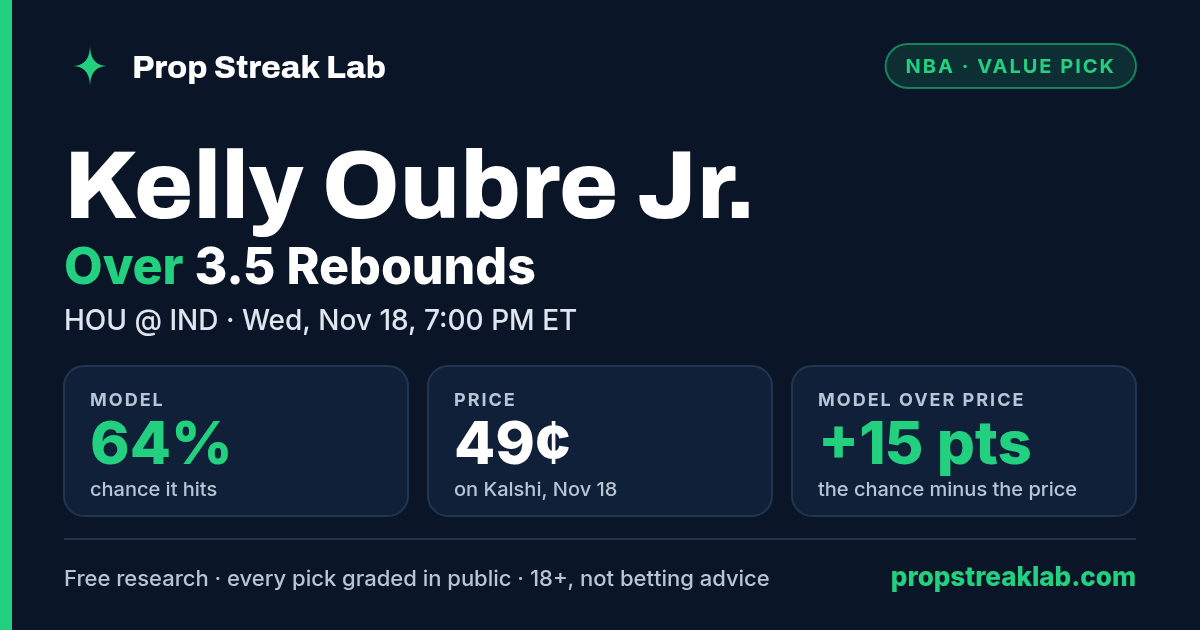 Prop Streak Lab
NBA · VALUE PICK
Kelly Oubre Jr.
Over 3.5 Rebounds
HOU @ IND · Wed, Nov 18, 7:00 PM ET
MODEL
64%
chance it hits
PRICE
49¢
on Kalshi, Nov 18
MODEL OVER PRICE
+15 pts
the chance minus the price
Free research · every pick graded in public · 18+, not betting advice
propstreaklab.com